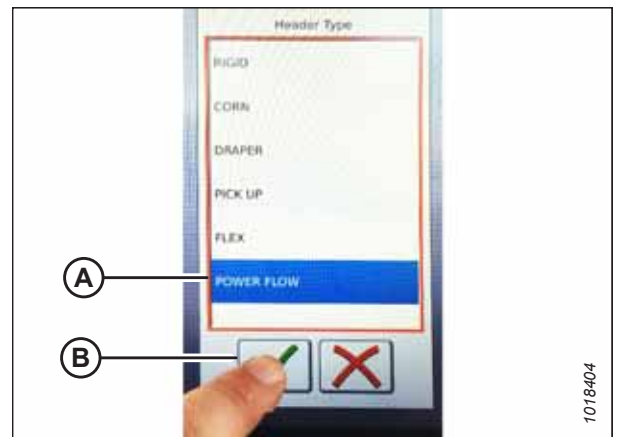 Header Type
RIGID
CORN
DRAPER
PICK UP
FLEX
A
POWER FLOW
B
1018404